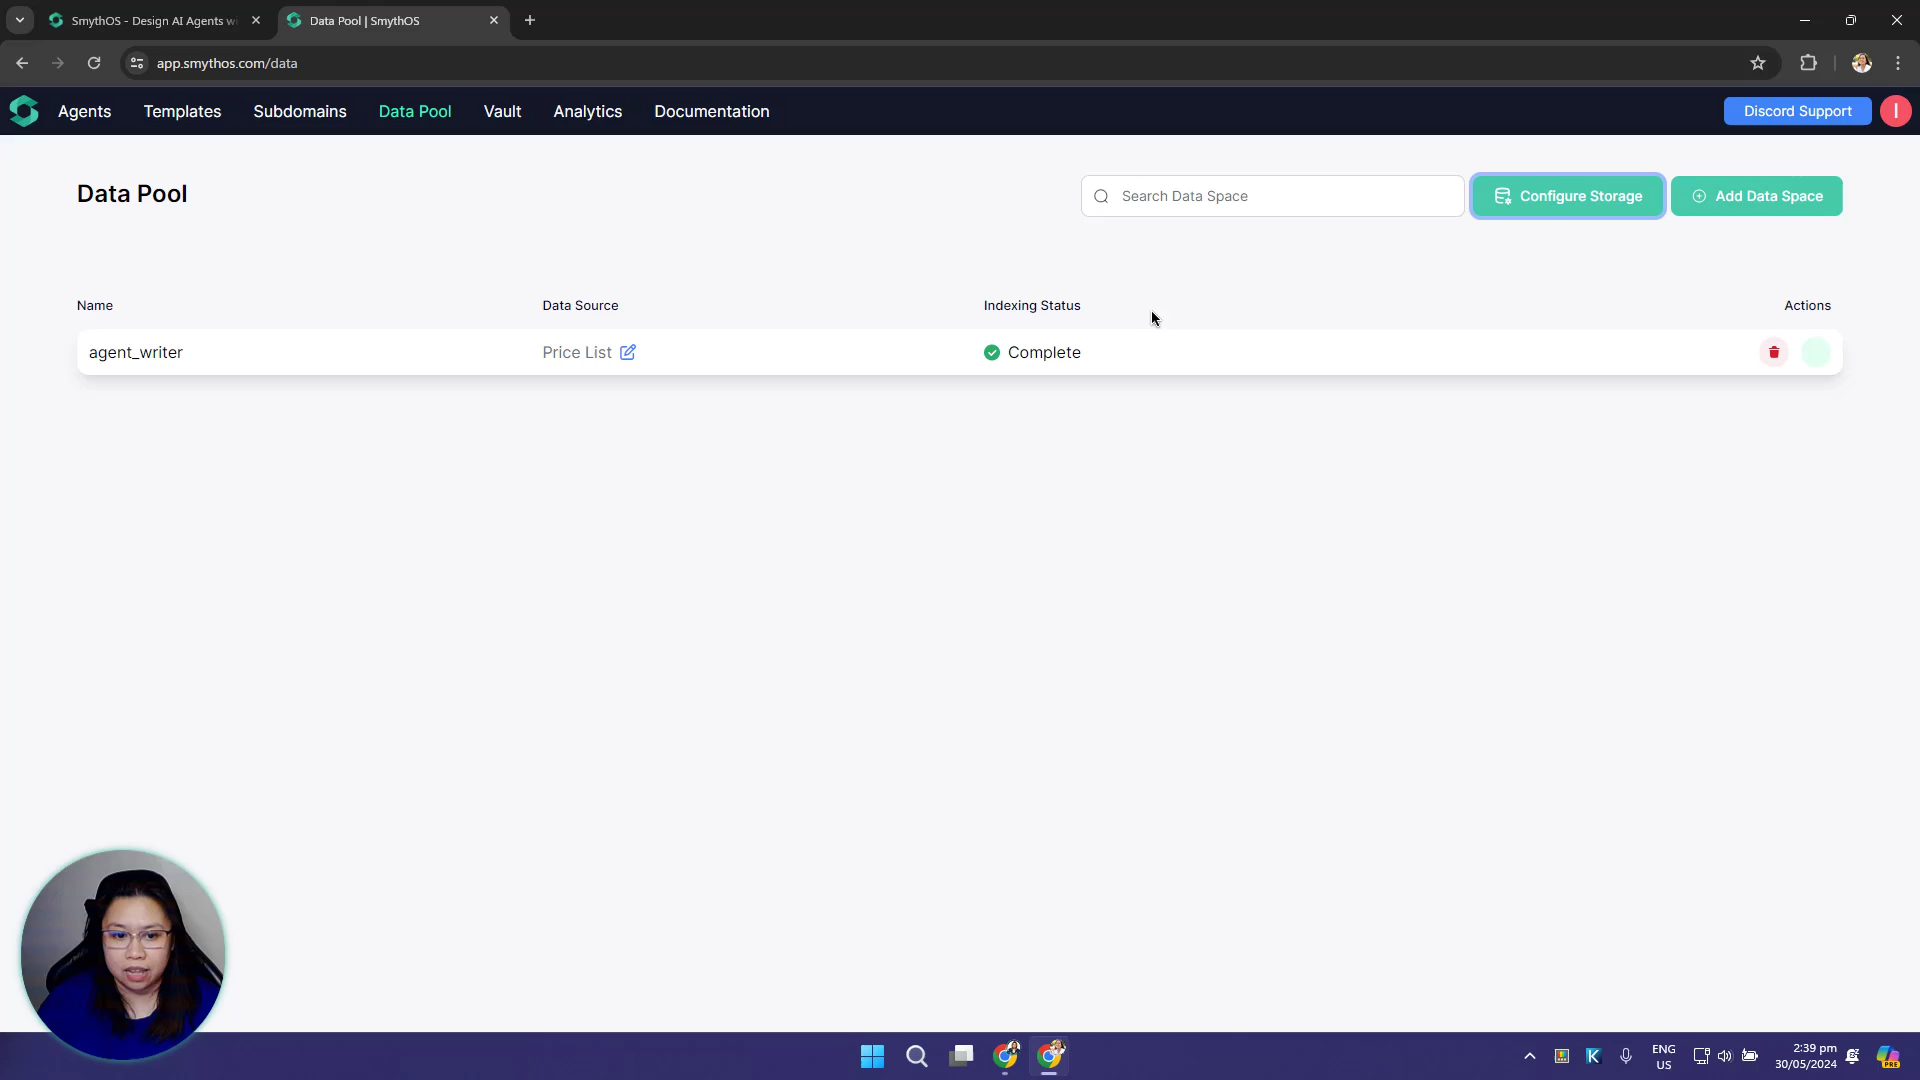 SmythOS - Design AI Agents w
Data Pool | SmythOS
app.smythos.com/data
Agents
Templates
Subdomains
Data Pool
Vault
Analytics
Documentation
Discord Support
I
Data Pool
Search Data Space
Configure Storage
Add Data Space
Name
Data Source
Indexing Status
Actions
agent_writer
Price List
Complete
K
ENG
US
2:39 pm
30/05/2024
PRE